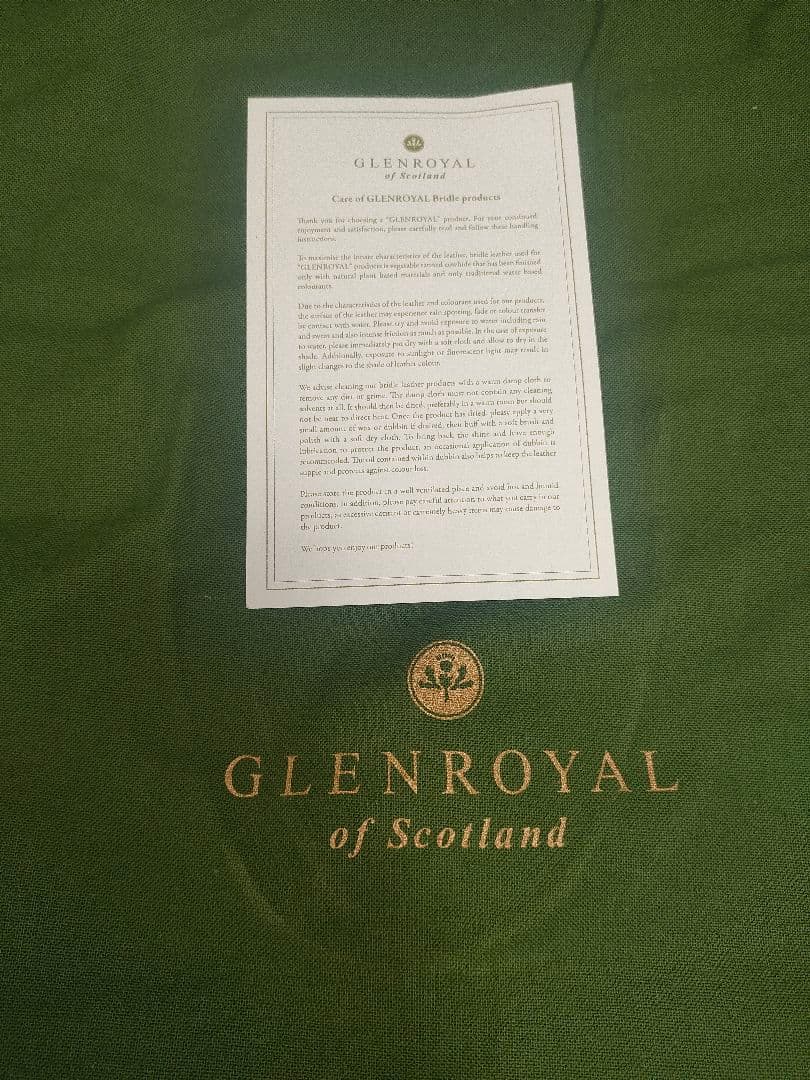 GLENROYAL
of Scotland
Care of GLENROYAL Bridle products
Thank you for choosing a "GLENROYAL" product. For your continued
enjoyment and satisfaction, please carefully read and follow these handling
instructions.
To maximise the innate characteristics of the leather, bridle leather used for
"GLENROYAL" products is vegetable tanned cowhide that has been finished
only with natural plant based materials and only traditional water based
colourants.
Due to the characteristics of the leather and colourants used for our products,
the surface of the leather may experience rain spotting, fade or colour transfer
by contact with water. Please try and avoid exposure to water including rain
and sweat and also intense friction as much as possible. In the case of exposure
to water, please immediately pat dry with a soft cloth and allow to dry in the
shade. Additionally, exposure to sunlight or fluorescent light may result in
slight changes to the shade of leather colour.
We advise cleaning our bridle leather products with a warm damp cloth to
remove any dirt or grime. The damp cloth must not contain any cleaning
solvents at all. It should then be dried, preferably in a warm room but should
not be near to direct heat. Once the product has dried, please apply a very
small amount of wax or dubbin if desired, then buff with a soft brush and
polish with a soft dry cloth. To bring back the shine and leave enough
lubrication to protect the product, an occasional application of dubbin is
recommended. The oil contained within dubbin also helps to keep the leather
supple and protects against colour loss.
Please store the product in a well ventilated place and avoid hot and humid
conditions. In addition, please pay careful attention to what you carry in our
products, as excessive content or extremely heavy items may cause damage to
the product.
We hope you enjoy our products!
GLENROYAL
of Scotland